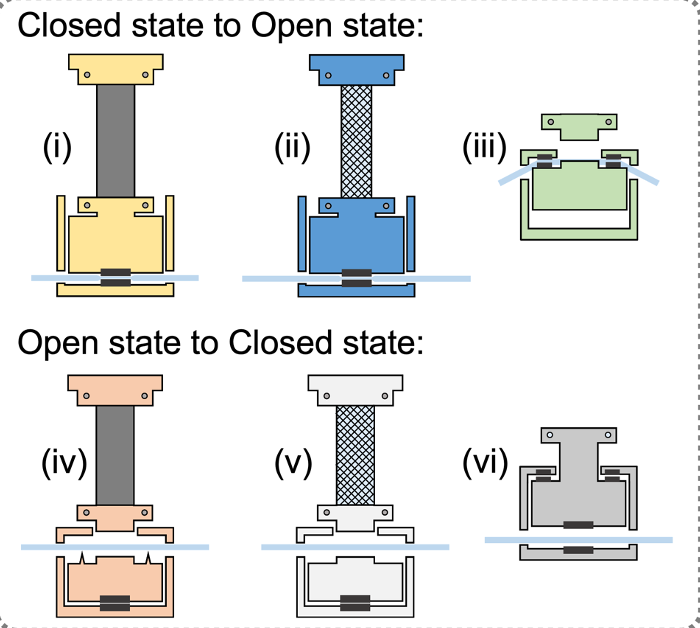 Closed state to Open state:
(i) (ii) (iii)
Open state to Closed state:
(iv) (v) (vi)